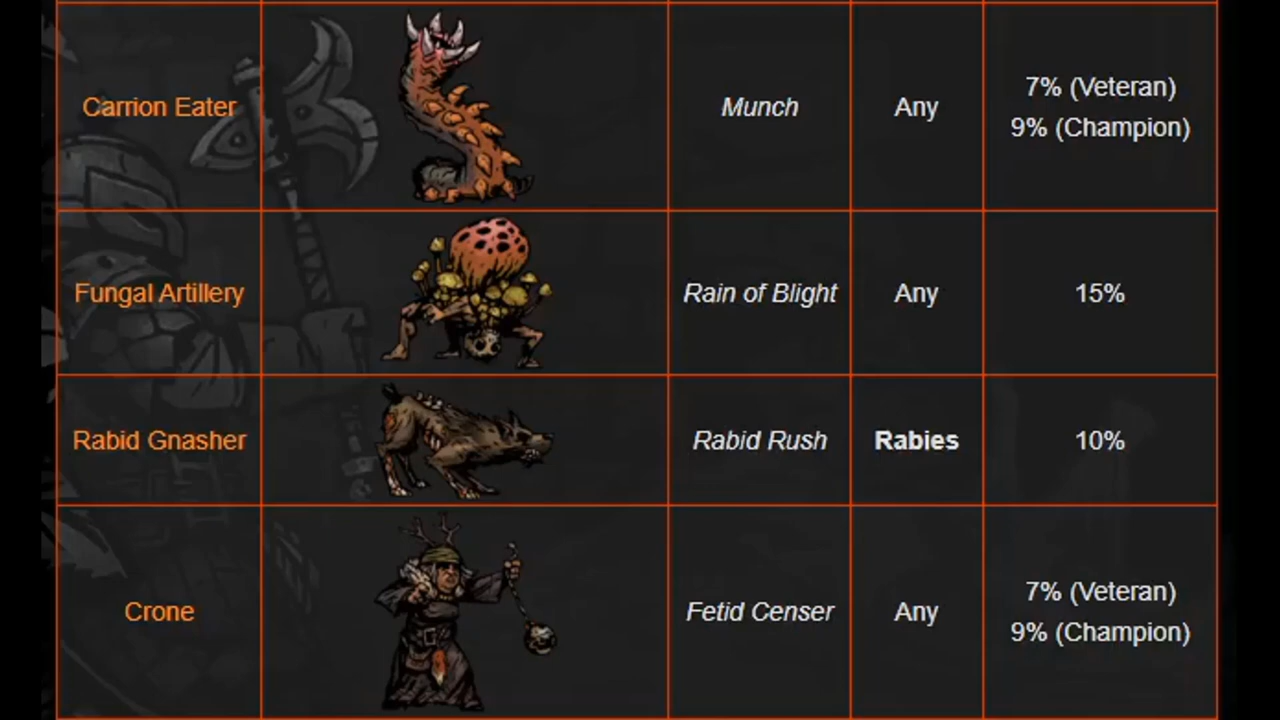 Carrion Eater
Munch
Any
7% (Veteran)
9% (Champion)
Fungal Artillery
Rain of Blight
Any
15%
Rabid Gnasher
Rabid Rush
Rabies
10%
Crone
Fetid Censer
Any
7% (Veteran)
9% (Champion)